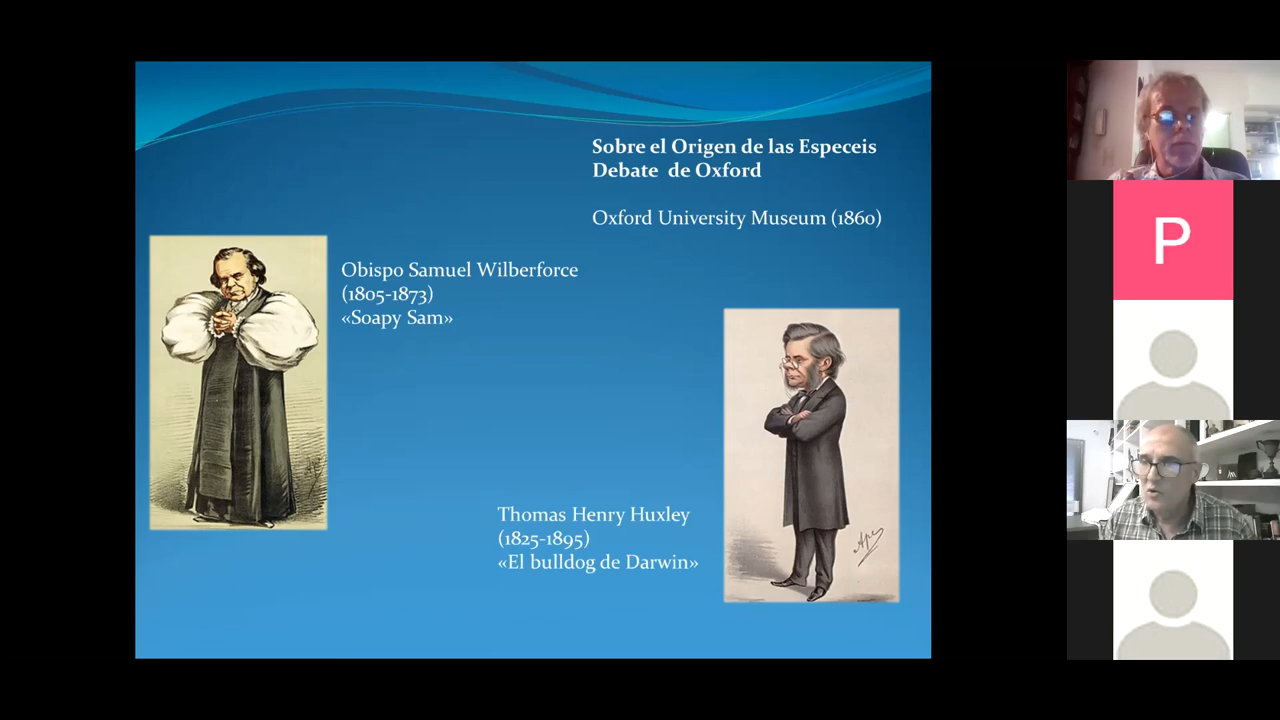 Sobre el Origen de las Especeis
Debate de Oxford
Oxford University Museum (1860)
Obispo Samuel Wilberforce
(1805-1873)
«Soapy Sam»
Thomas Henry Huxley
(1825-1895)
«El bulldog de Darwin»
Ape
P